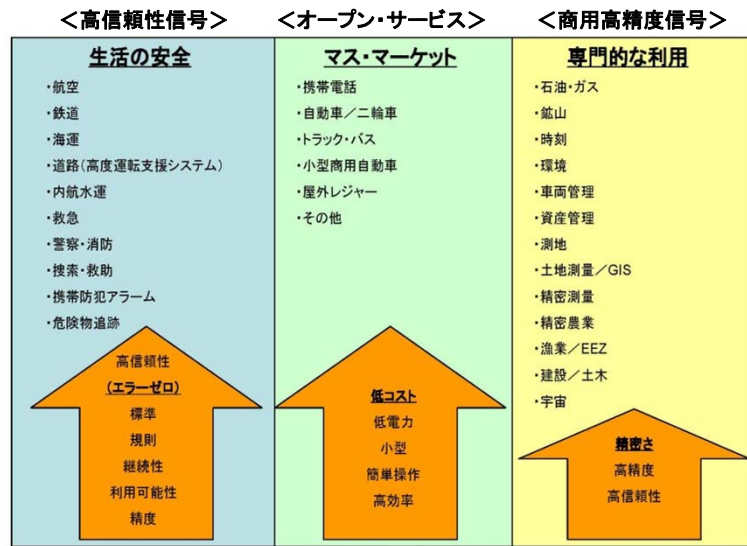 ＜高信頼性信号＞
＜オープン・サービス＞
＜商用高精度信号＞
生活の安全
・航空
・鉄道
・海運
・道路（高度運転支援システム）
・内航水運
・救急
・警察・消防
・捜索・救助
・携帯防犯アラーム
・危険物追跡
高信頼性
（エラーゼロ）
標準
規則
継続性
利用可能性
精度
マス・マーケット
・携帯電話
・自動車／二輪車
・トラック・バス
・小型商用自動車
・屋外レジャー
・その他
低コスト
低電力
小型
簡単操作
高効率
専門的な利用
・石油・ガス
・鉱山
・時刻
・環境
・車両管理
・資産管理
・測地
・土地測量／GIS
・精密測量
・精密農業
・漁業／EEZ
・建設／土木
・宇宙
精密さ
高精度
高信頼性